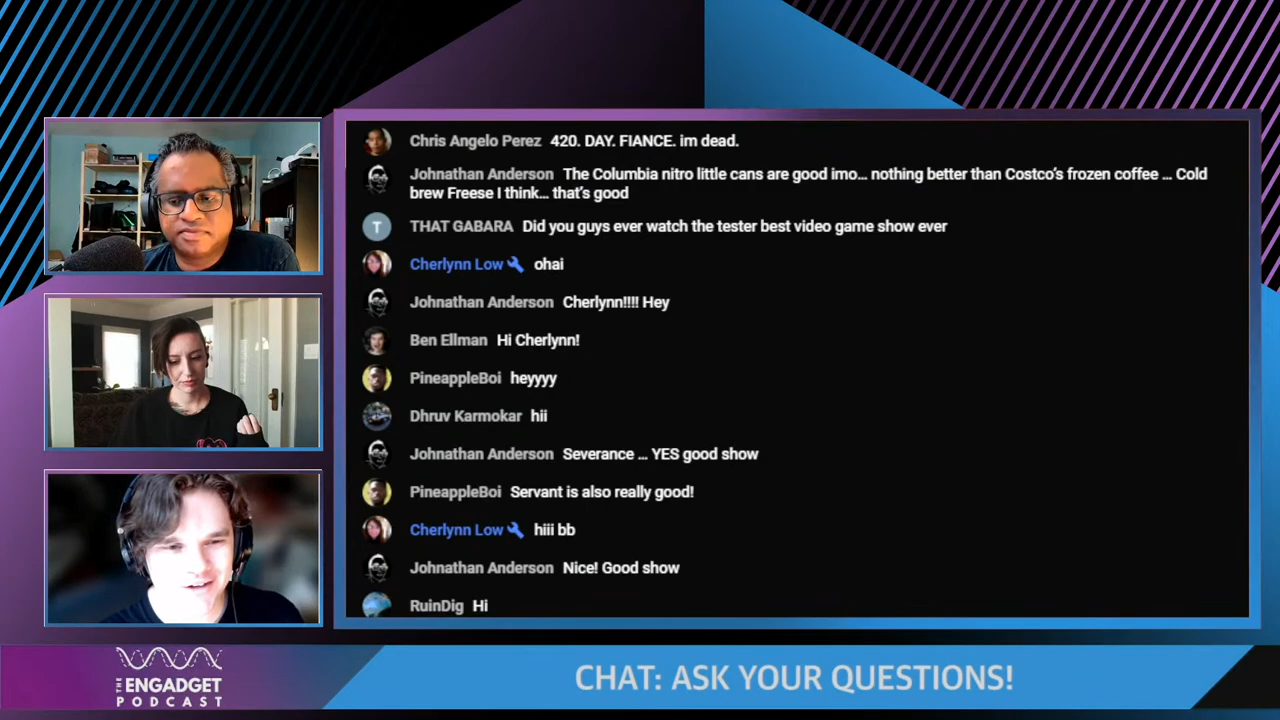 Chris Angelo Perez 420. DAY. FIANCE. im dead.
Johnathan Anderson The Columbia nitro little cans are good imo... nothing better than Costco's frozen coffee ... Cold
brew Freese I think... that's good
T THAT GABARA Did you guys ever watch the tester best video game show ever
Cherlynn Low ohai
Johnathan Anderson Cherlynn!!!! Hey
Ben Ellman Hi Cherlynn!
PineappleBoi heyyyy
Dhruv Karmokar hii
Johnathan Anderson Severance ... YES good show
PineappleBoi Servant is also really good!
Cherlynn Low hiii bb
Johnathan Anderson Nice! Good show
RuinDig Hi
THE ENGADGET
PODCAST
CHAT: ASK YOUR QUESTIONS!